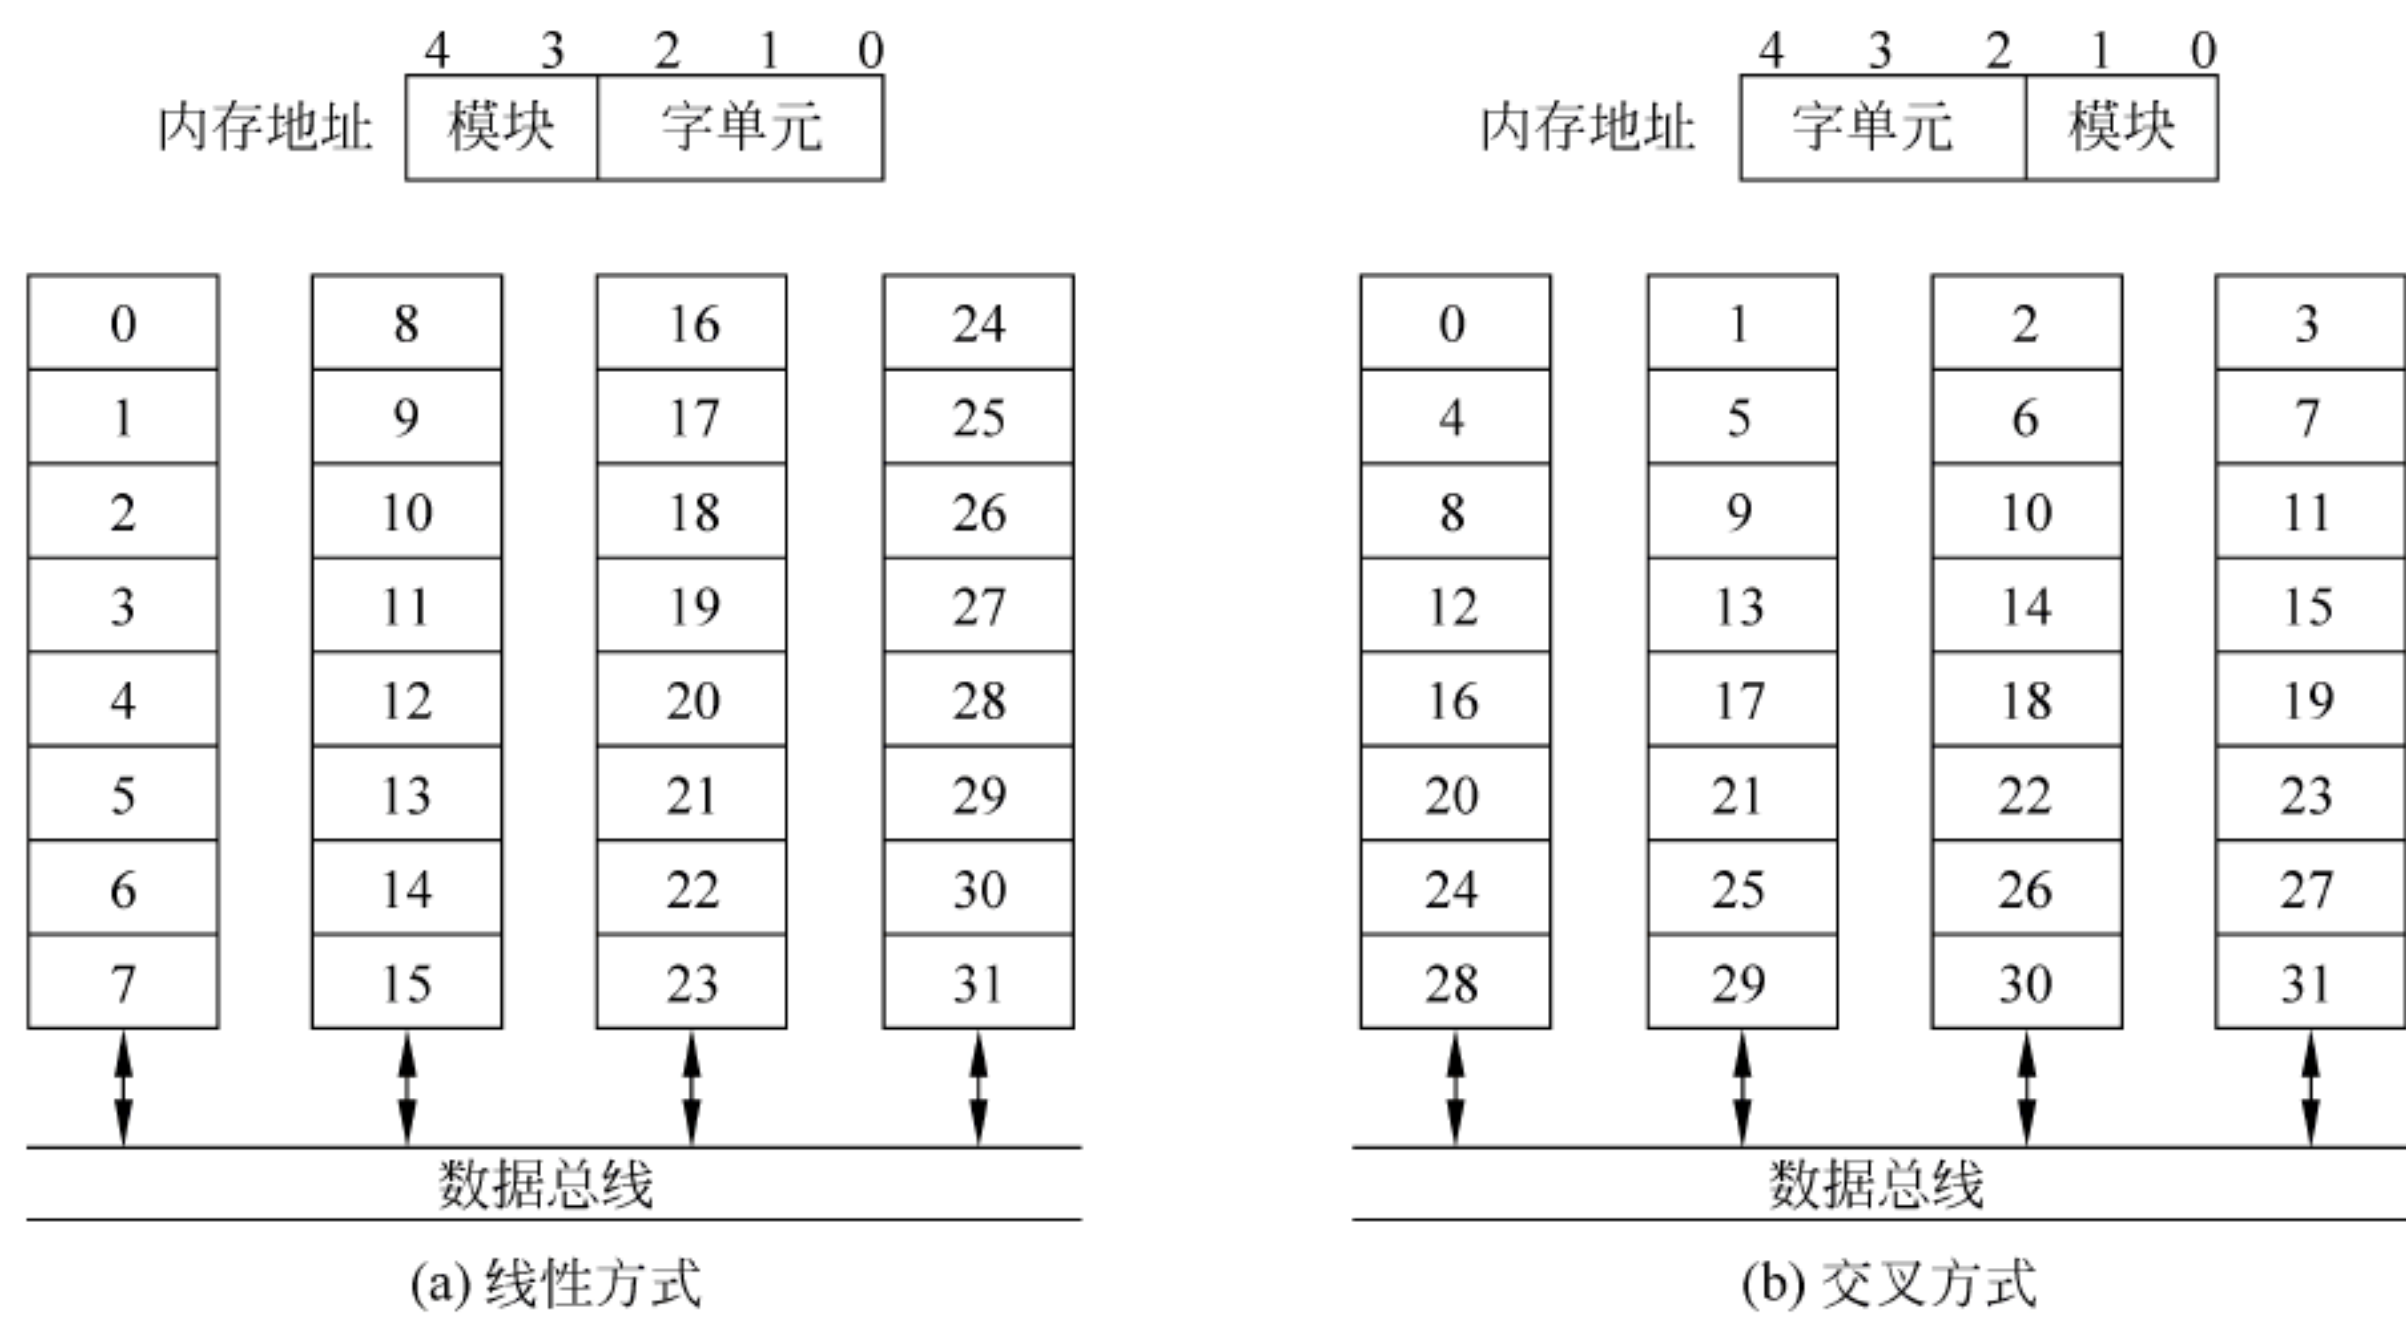 4 3 2 1 0
内存地址 模块 字单元
0 8 16 24
1 9 17 25
2 10 18 26
3 11 19 27
4 12 20 28
5 13 21 29
6 14 22 30
7 15 23 31
数据总线
(a) 线性方式
4 3 2 1 0
内存地址 字单元 模块
0 1 2 3
4 5 6 7
8 9 10 11
12 13 14 15
16 17 18 19
20 21 22 23
24 25 26 27
28 29 30 31
数据总线
(b) 交叉方式